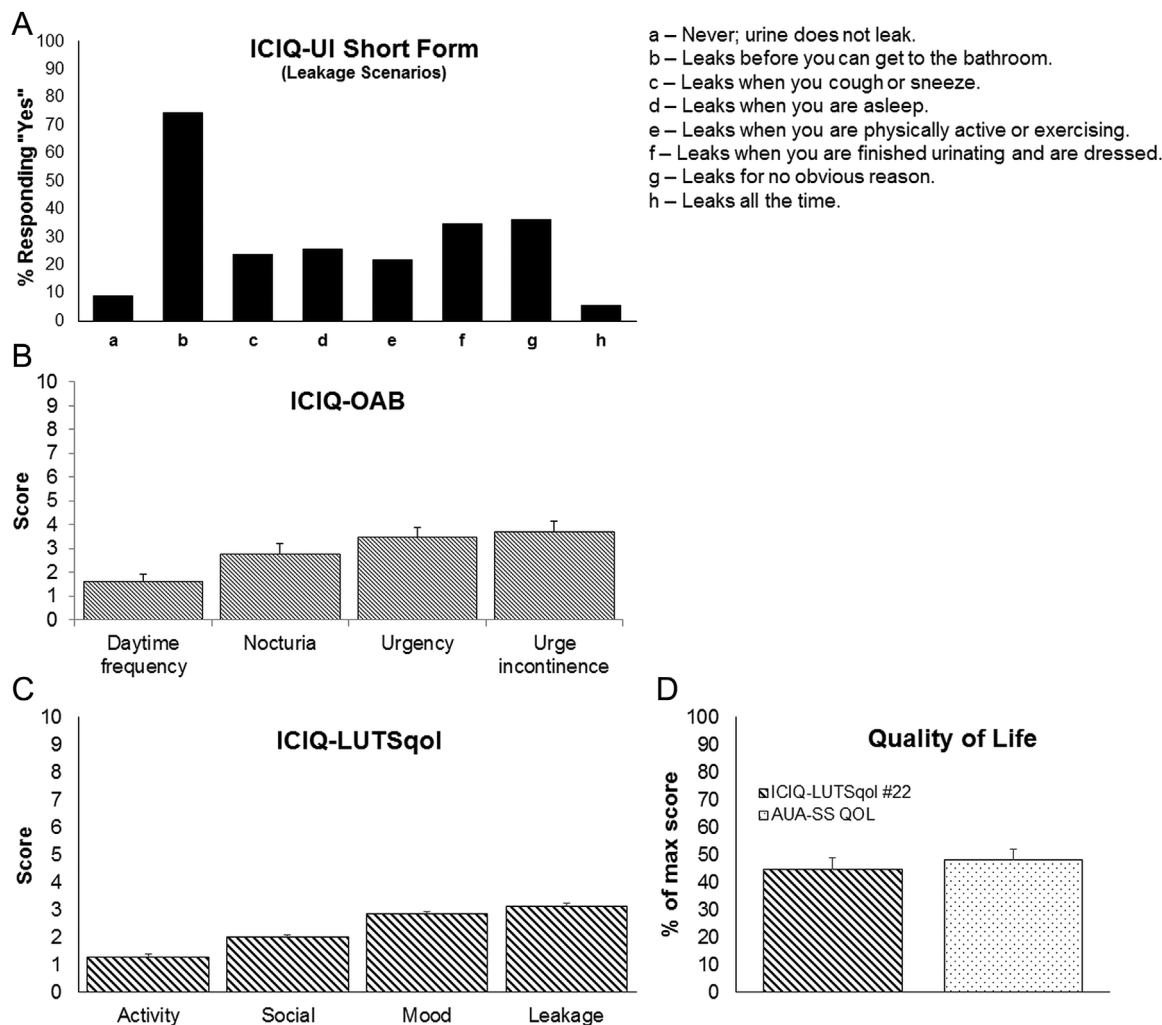 A
ICIQ-UI Short Form
(Leakage Scenarios)
% Responding "Yes"
100
90
80
70
60
50
40
30
20
10
0
a
b
c
d
e
f
g
h
a – Never; urine does not leak.
b – Leaks before you can get to the bathroom.
c – Leaks when you cough or sneeze.
d – Leaks when you are asleep.
e – Leaks when you are physically active or exercising.
f – Leaks when you are finished urinating and are dressed.
g – Leaks for no obvious reason.
h – Leaks all the time.
B
ICIQ-OAB
Score
10
9
8
7
6
5
4
3
2
1
0
Daytime
frequency
Nocturia
Urgency
Urge
incontinence
C
ICIQ-LUTSqol
Score
10
9
8
7
6
5
4
3
2
1
0
Activity
Social
Mood
Leakage
D
Quality of Life
% of max score
100
90
80
70
60
50
40
30
20
10
0
ICIQ-LUTSqol #22
AUA-SS QOL